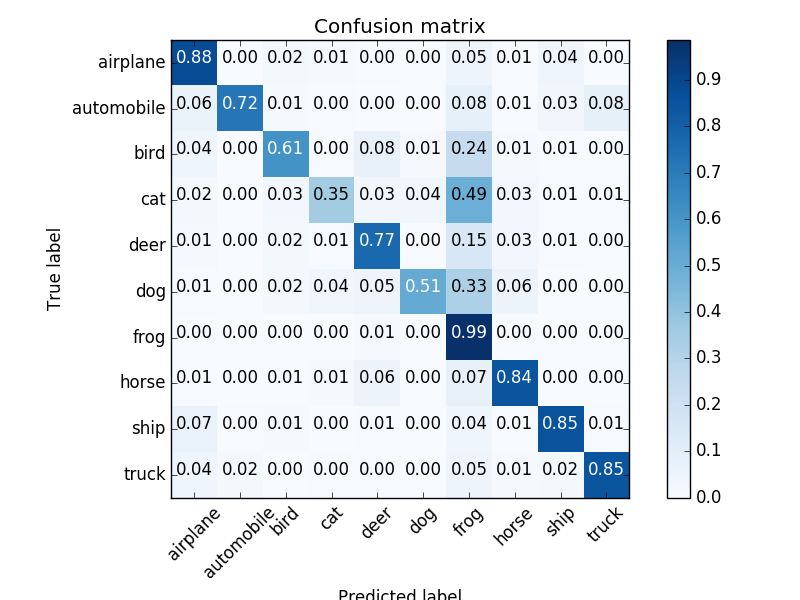 Confusion matrix
airplane 0.88 0.00 0.02 0.01 0.00 0.00 0.05 0.01 0.04 0.00
automobile 0.06 0.72 0.01 0.00 0.00 0.00 0.08 0.01 0.03 0.08
bird 0.04 0.00 0.61 0.00 0.08 0.01 0.24 0.01 0.01 0.00
cat 0.02 0.00 0.03 0.35 0.03 0.04 0.49 0.03 0.01 0.01
deer 0.01 0.00 0.02 0.01 0.77 0.00 0.15 0.03 0.01 0.00
dog 0.01 0.00 0.02 0.04 0.05 0.51 0.33 0.06 0.00 0.00
frog 0.00 0.00 0.00 0.00 0.01 0.00 0.99 0.00 0.00 0.00
horse 0.01 0.00 0.01 0.01 0.06 0.00 0.07 0.84 0.00 0.00
ship 0.07 0.00 0.01 0.00 0.01 0.00 0.04 0.01 0.85 0.01
truck 0.04 0.02 0.00 0.00 0.00 0.00 0.05 0.01 0.02 0.85
airplane automobile bird cat deer dog frog horse ship truck
True label
Predicted label
0.9
0.8
0.7
0.6
0.5
0.4
0.3
0.2
0.1
0.0